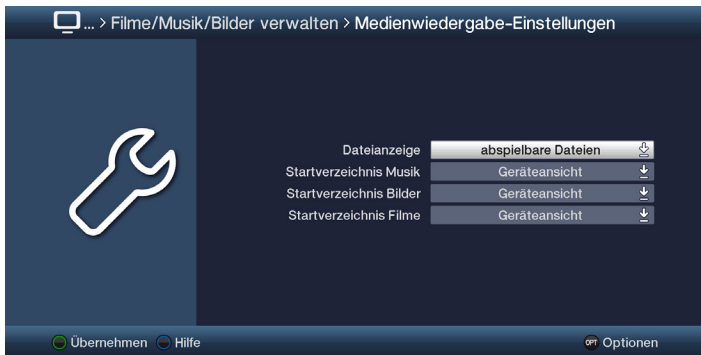 ... > Filme/Musik/Bilder verwalten > Medienwiedergabe-Einstellungen
Dateianzeige abspielbare Dateien
Startverzeichnis Musik Geräteansicht
Startverzeichnis Bilder Geräteansicht
Startverzeichnis Filme Geräteansicht
Übernehmen Hilfe OPT Optionen